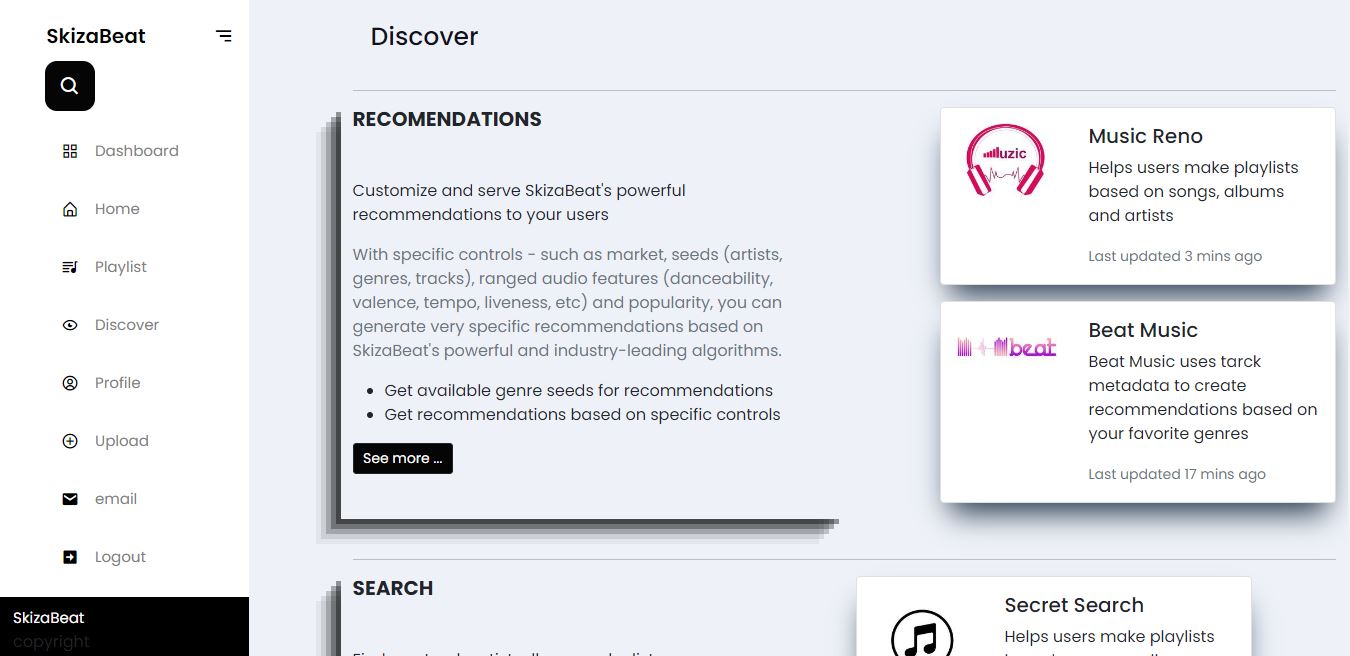 SkizaBeat
Dashboard
Home
Playlist
Discover
Profile
Upload
email
Logout
SkizaBeat
copyright
Discover
RECOMENDATIONS
Customize and serve SkizaBeat's powerful
recommendations to your users
With specific controls - such as market, seeds (artists,
genres, tracks), ranged audio features (danceability,
valence, tempo, liveness, etc) and popularity, you can
generate very specific recommendations based on
SkizaBeat's powerful and industry-leading algorithms.
Get available genre seeds for recommendations
Get recommendations based on specific controls
See more ...
uzic
Music Reno
Helps users make playlists
based on songs, albums
and artists
Last updated 3 mins ago
beat
Beat Music
Beat Music uses tarck
metadata to create
recommendations based on
your favorite genres
Last updated 17 mins ago
SEARCH
Secret Search
Helps users make playlists